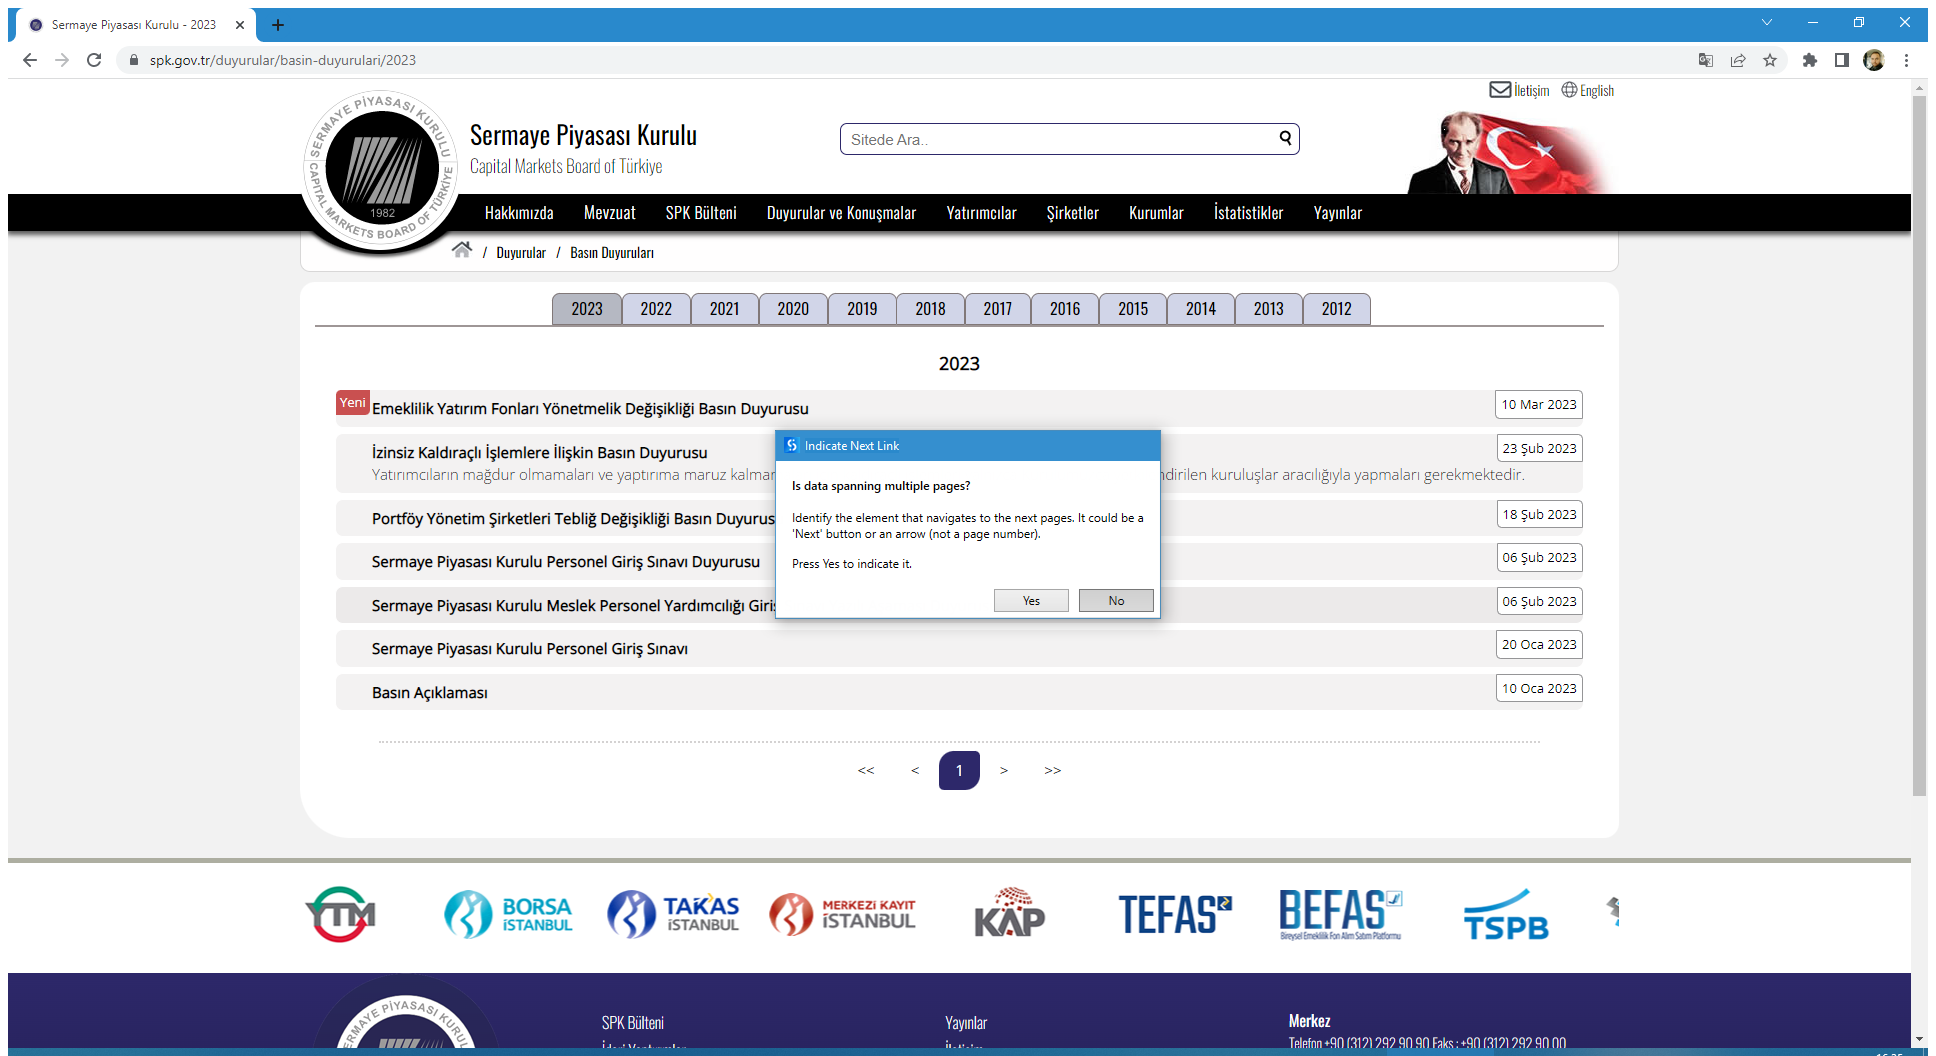 Sermaye Piyasası Kurulu - 2023
spk.gov.tr/duyurular/basin-duyurulari/2023
İletişim English
SERMAYE PİYASASI KURULU
CAPITAL MARKETS BOARD OF TÜRKİYE
1982
Sermaye Piyasası Kurulu
Capital Markets Board of Türkiye
Sitede Ara..
Hakkımızda Mevzuat SPK Bülteni Duyurular ve Konuşmalar Yatırımcılar Şirketler Kurumlar İstatistikler Yayınlar
/ Duyurular / Basın Duyuruları
2023 2022 2021 2020 2019 2018 2017 2016 2015 2014 2013 2012
2023
Yeni Emeklilik Yatırım Fonları Yönetmelik Değişikliği Basın Duyurusu 10 Mar 2023
İzinsiz Kaldıraçlı İşlemlere İlişkin Basın Duyurusu 23 Şub 2023
Yatırımcıların mağdur olmamaları ve yaptırıma maruz kalmar ndirilen kuruluşlar aracılığıyla yapmaları gerekmektedir.
Portföy Yönetim Şirketleri Tebliğ Değişikliği Basın Duyurus 18 Şub 2023
Sermaye Piyasası Kurulu Personel Giriş Sınavı Duyurusu 06 Şub 2023
Sermaye Piyasası Kurulu Meslek Personel Yardımcılığı Giriş 06 Şub 2023
Sermaye Piyasası Kurulu Personel Giriş Sınavı 20 Oca 2023
Basın Açıklaması 10 Oca 2023
Indicate Next Link
Is data spanning multiple pages?
Identify the element that navigates to the next pages. It could be a
'Next' button or an arrow (not a page number).
Press Yes to indicate it.
Yes No
<< < 1 > >>
YTM
BORSA İSTANBUL
TAKAS İSTANBUL
MERKEZİ KAYIT İSTANBUL
KAP
TEFAS
BEFAS
Bireysel Emeklilik Fon Alım Satım Platformu
TSPB
SERMAYE PİYASASI KURUL
SPK Bülteni Yayınlar Merkez
İletişim Telefon +90 (312) 292 90 90 Faks : +90 (312) 292 90 00